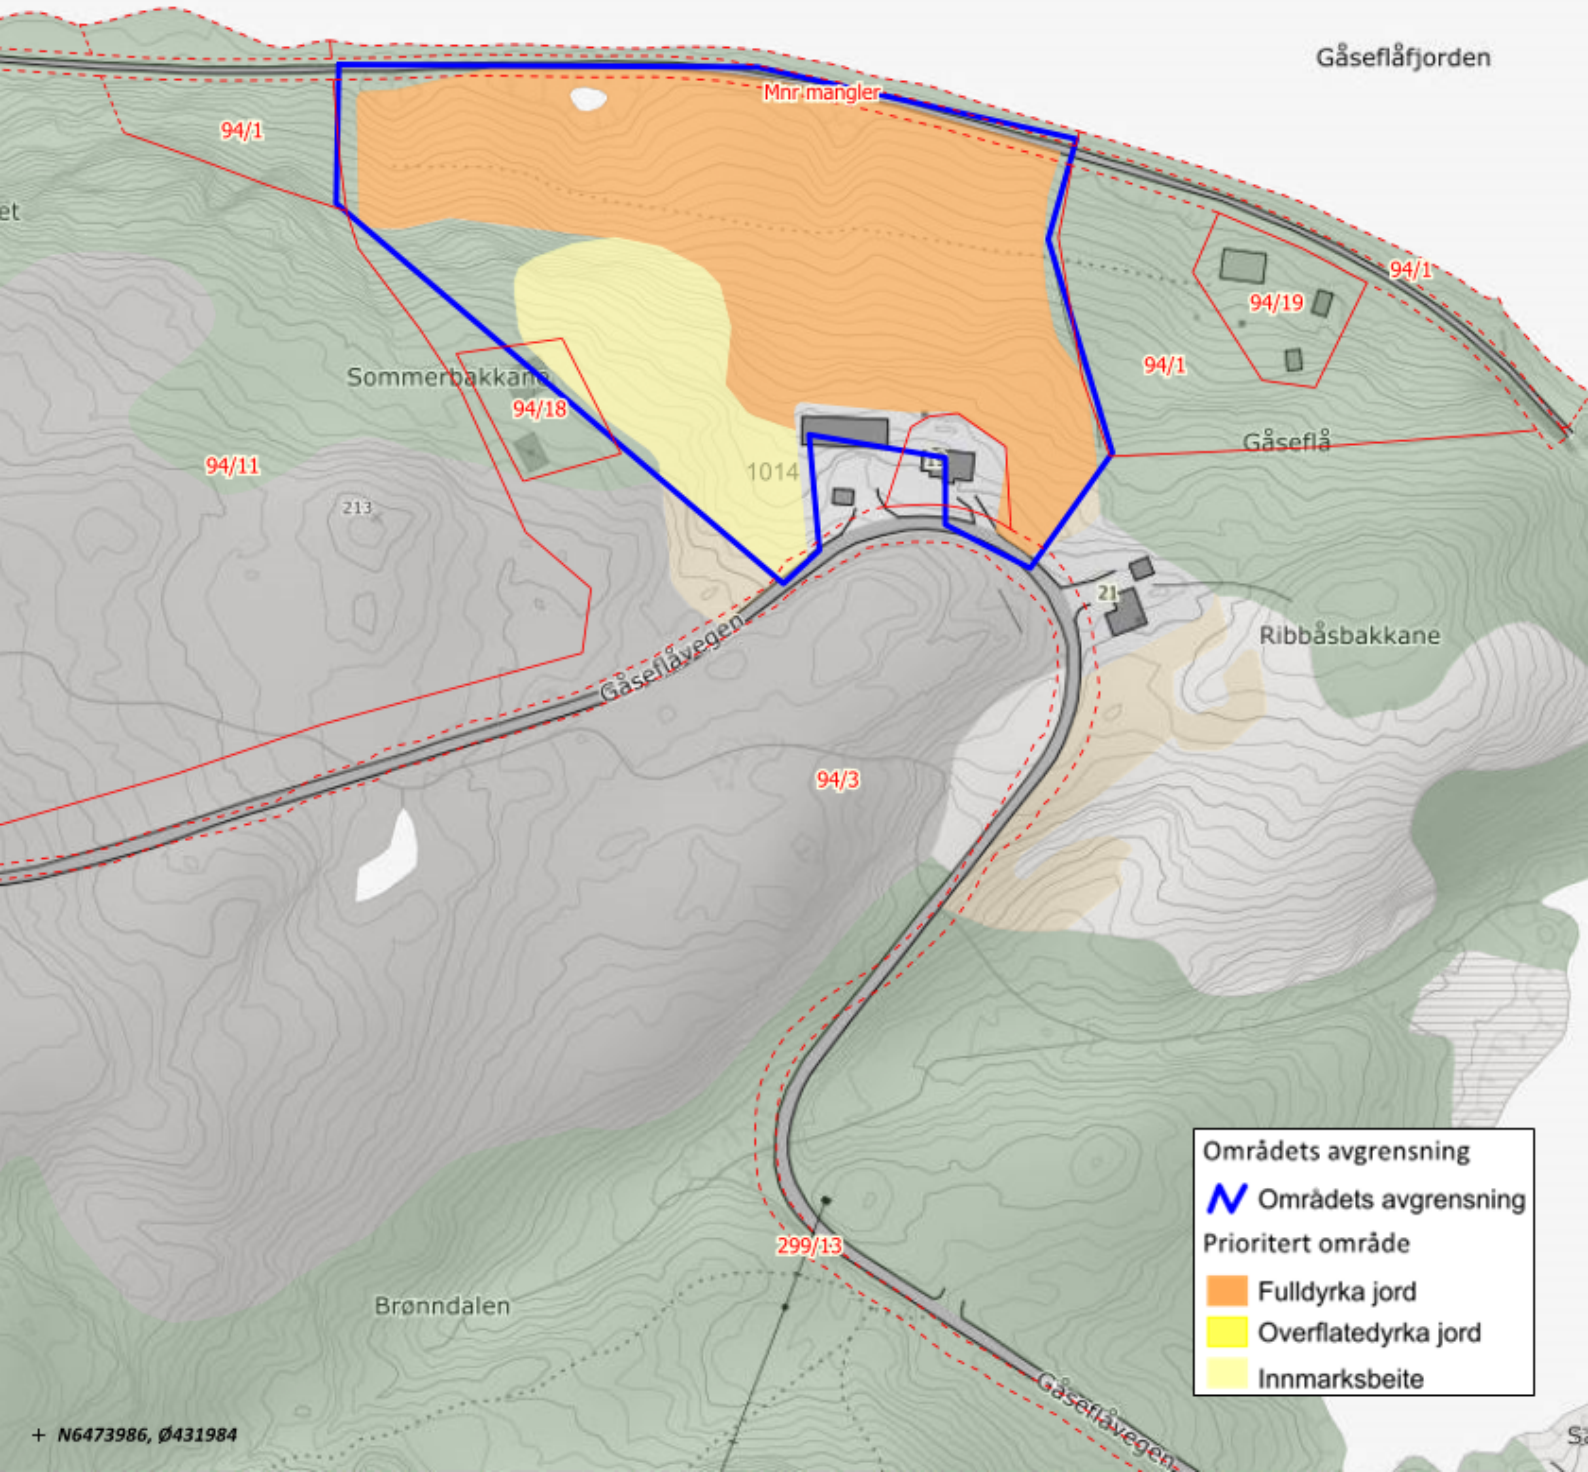 Gåseflåfjorden
Mnr mangler
94/1
et
94/1
94/19
94/1
Sommerbakkane
94/18
Gåseflå
94/11
1014
213
21
Ribbåsbakkane
Gåseflåvegen
94/3
Områdets avgrensning
Områdets avgrensning
Prioritert område
299/13
Fulldyrka jord
Brønndalen
Overflatedyrka jord
Innmarksbeite
Gåseflåvegen
+ N6473986, Ø431984